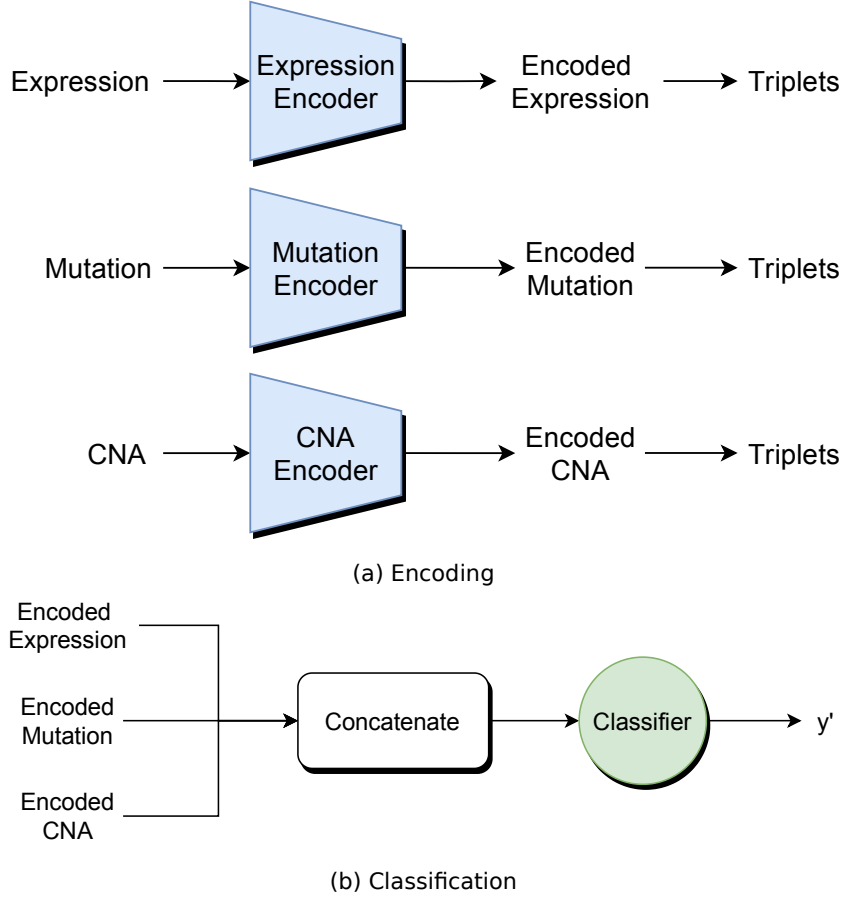 Expression
Expression
Encoder
Encoded
Expression
Triplets
Mutation
Mutation
Encoder
Encoded
Mutation
Triplets
CNA
CNA
Encoder
Encoded
CNA
Triplets
(a) Encoding
Encoded
Expression
Encoded
Mutation
Encoded
CNA
Concatenate
Classifier
y'
(b) Classification